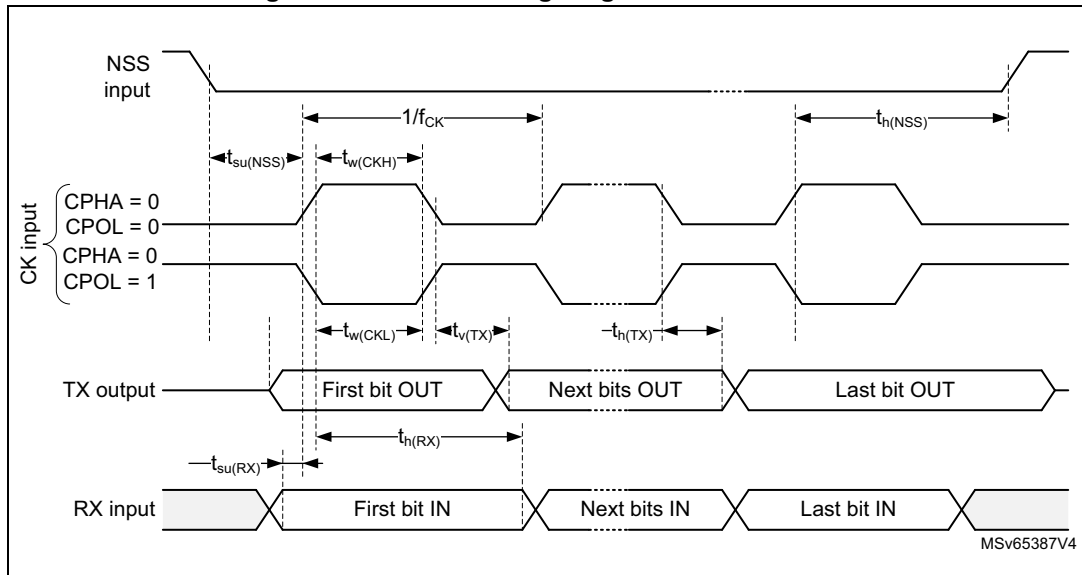 NSS
input
1/fCK
th(NSS)
tsu(NSS)
tw(CKH)
CK input
CPHA = 0
CPOL = 0
CPHA = 0
CPOL = 1
tw(CKL)
tv(TX)
th(TX)
TX output
First bit OUT
Next bits OUT
Last bit OUT
th(RX)
tsu(RX)
RX input
First bit IN
Next bits IN
Last bit IN
MSv65387V4